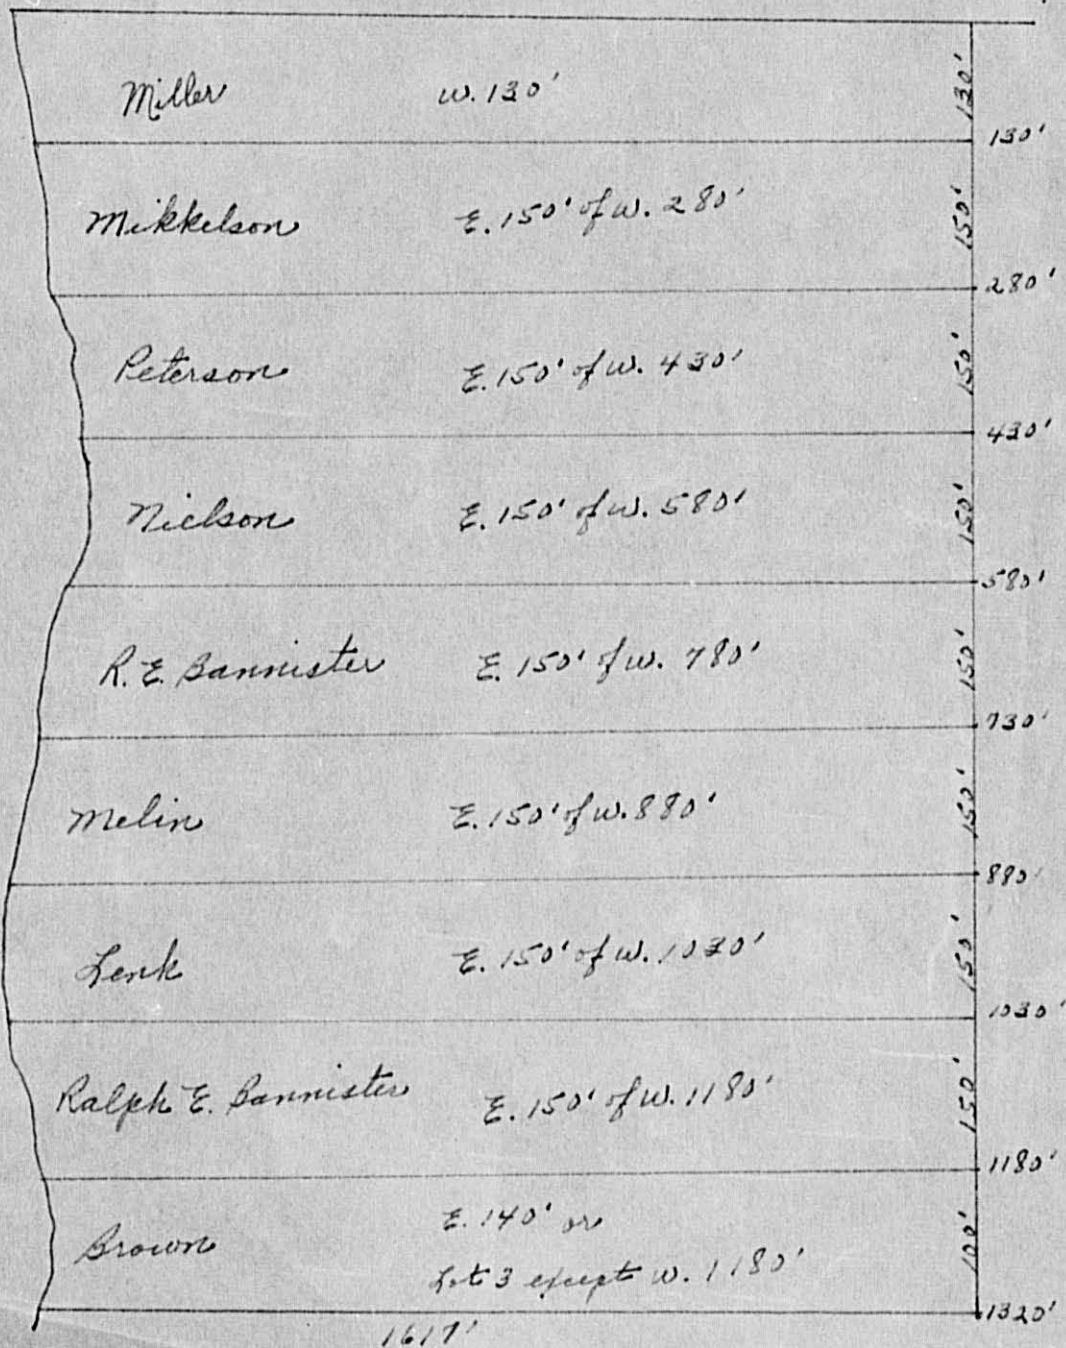 Miller w. 130' 130'
130'
Mikkelson E. 150' of w. 280' 150'
280'
Peterson E. 150' of w. 430' 150'
430'
Nielson E. 150' of w. 580' 150'
580'
R. E. Bannister E. 150' of w. 780' 150'
730'
Melin E. 150' of w. 880' 150'
880'
Lenk E. 150' of w. 1030' 150'
1030'
Ralph E. Bannister E. 150' of w. 1180' 150'
1180'
Brown E. 140' or 100'
Lot 3 except w. 1180'
1320'
1617'